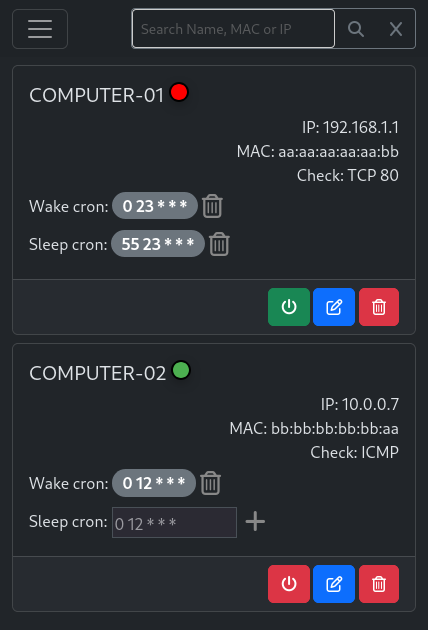 Search Name, MAC or IP
COMPUTER-01
IP: 192.168.1.1
MAC: aa:aa:aa:aa:aa:bb
Check: TCP 80
Wake cron: 0 23 * * *
Sleep cron: 55 23 * * *
COMPUTER-02
IP: 10.0.0.7
MAC: bb:bb:bb:bb:bb:aa
Check: ICMP
Wake cron: 0 12 * * *
Sleep cron: 0 12 * * *